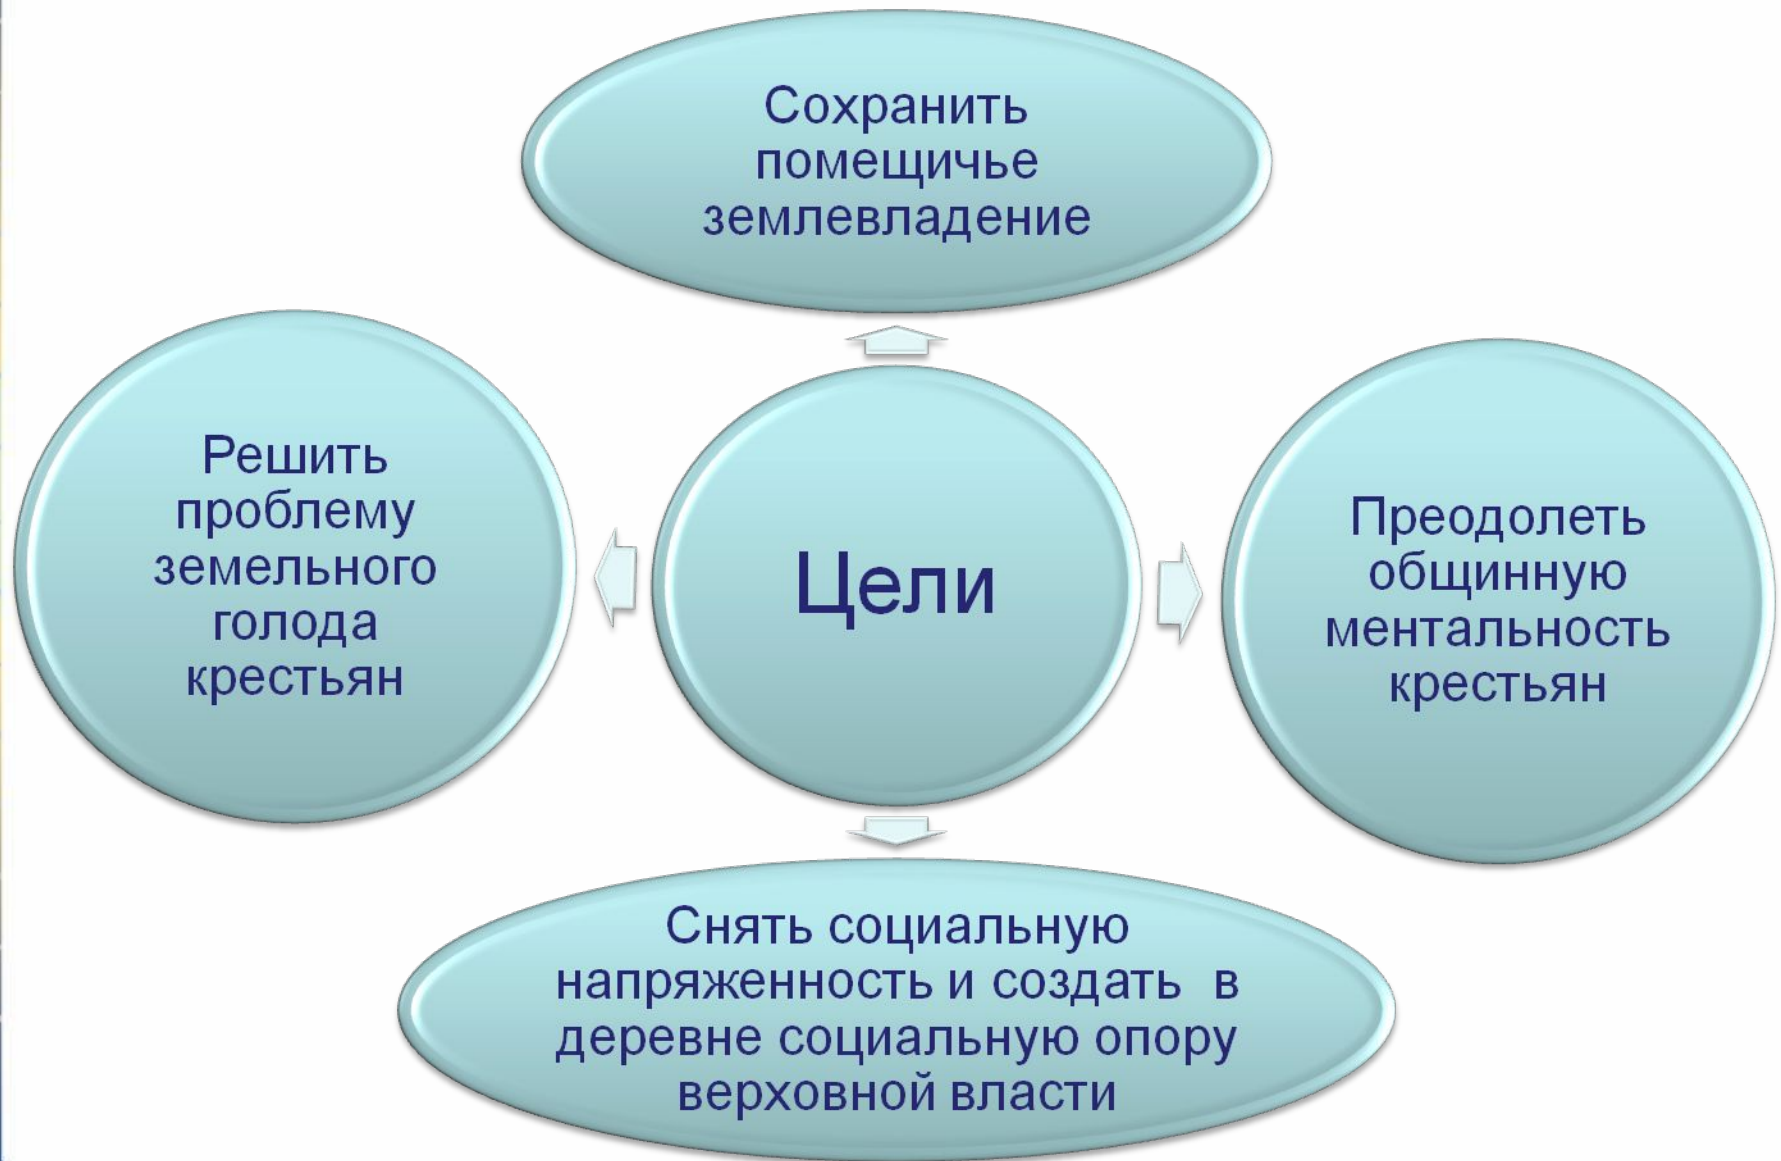 Сохранить
помещичье
землевладение
Решить
проблему
земельного
голода
крестьян
Цели
Преодолеть
общинную
ментальность
крестьян
Снять социальную
напряженность и создать  в
деревне социальную опору
верховной власти